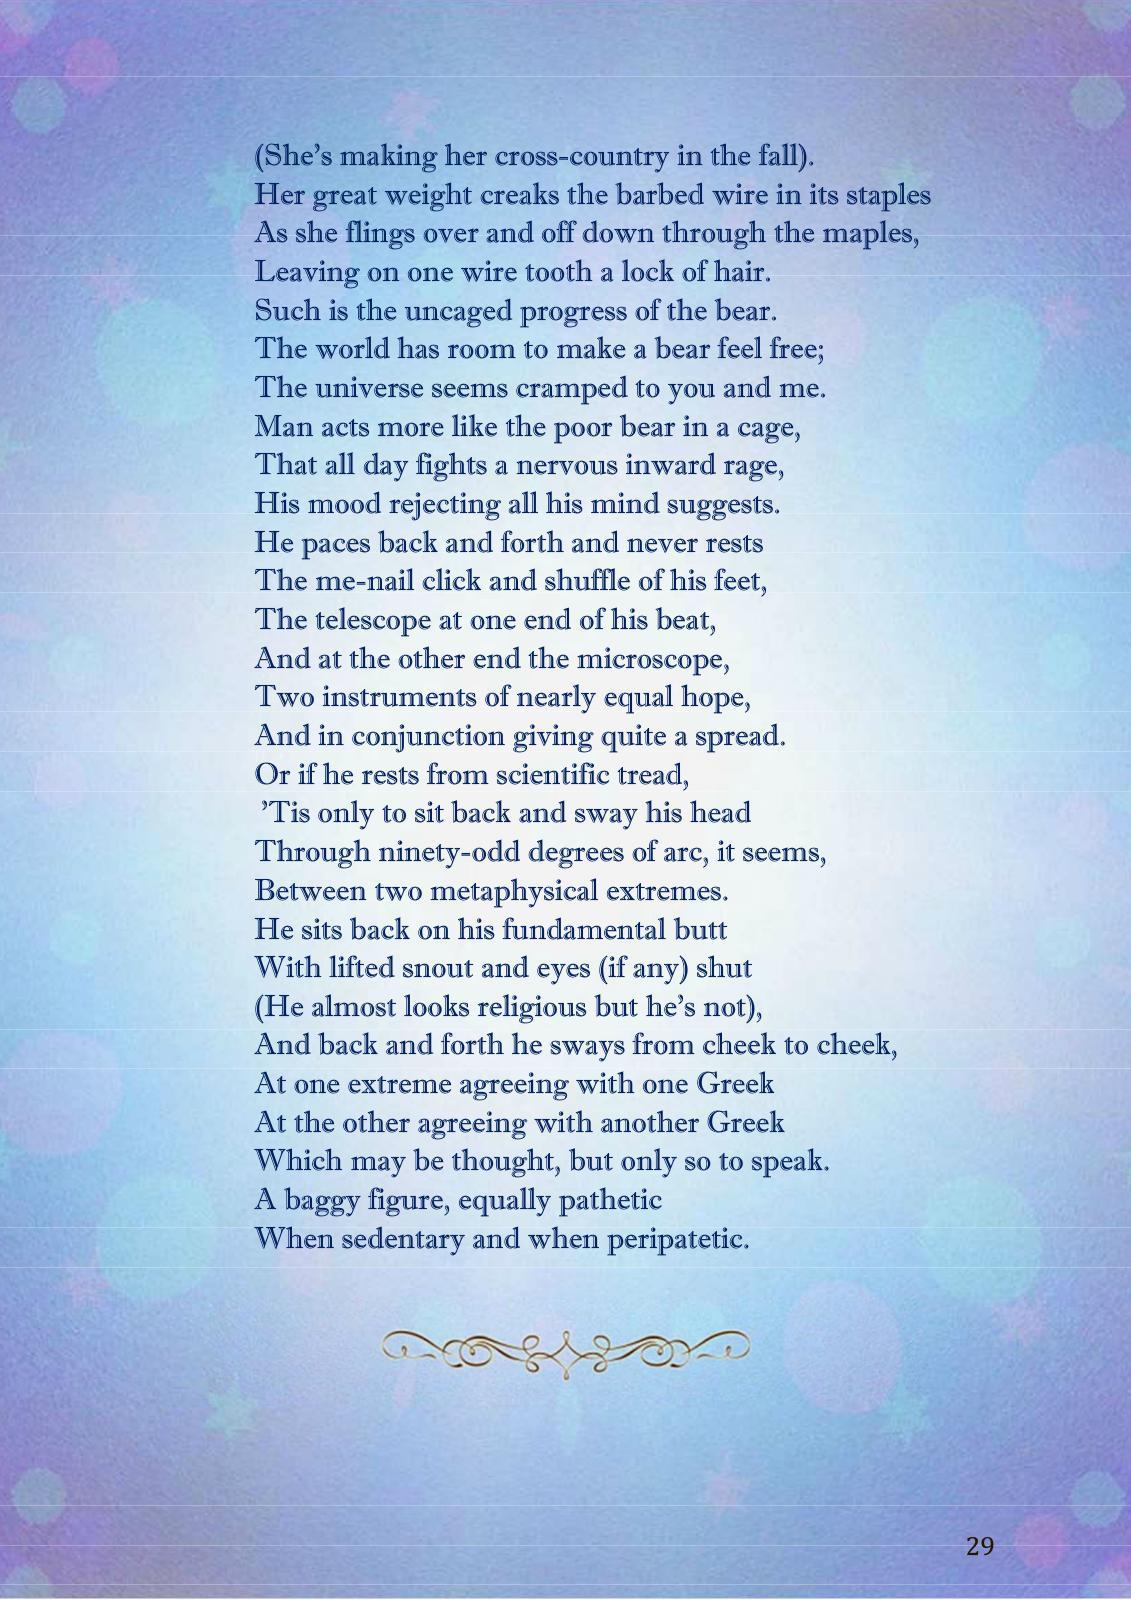 (She’s making her cross-country in the fall).
Her great weight creaks the barbed wire in its staples
As she flings over and off down through the maples,
Leaving on one wire tooth a lock of hair.
Such is the uncaged progress of the bear.
The world has room to make a bear feel free;
The universe seems cramped to you and me.
Man acts more like the poor bear in a cage,
That all day fights a nervous inward rage,
His mood rejecting all his mind suggests.
He paces back and forth and never rests
The me-nail click and shuffle of his feet,
The telescope at one end of his beat,
And at the other end the microscope,
Two instruments of nearly equal hope,
And in conjunction giving quite a spread.
Or if he rests from scientific tread,
’Tis only to sit back and sway his head
Through ninety-odd degrees of arc, it seems,
Between two metaphysical extremes.
He sits back on his fundamental butt
With lifted snout and eyes (if any) shut
(He almost looks religious but he’s not),
And back and forth he sways from cheek to cheek,
At one extreme agreeing with one Greek
At the other agreeing with another Greek
Which may be thought, but only so to speak.
A baggy figure, equally pathetic
When sedentary and when peripatetic.
29